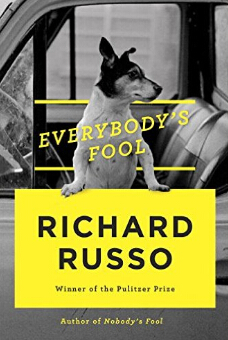 EVERYBODY'S
FOOL
RICHARD
RUSSO
Winner of the Pulitzer Prize
Author of Nobody's Fool